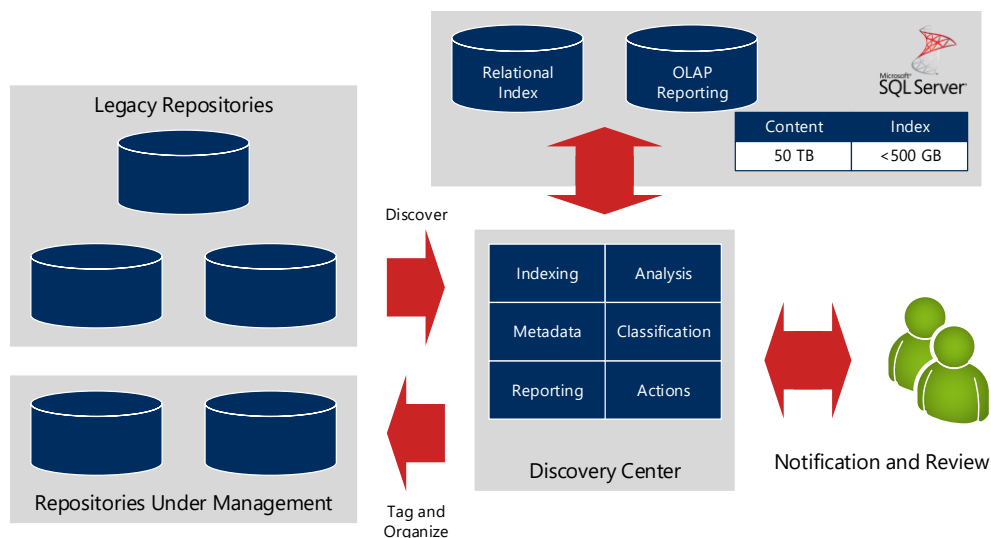 Relational
Index
OLAP
Reporting
Microsoft®
SQL Server®
Content Index
50 TB <500 GB
Legacy Repositories
Discover
Indexing Analysis
Metadata Classification
Reporting Actions
Discovery Center
Notification and Review
Repositories Under Management
Tag and
Organize